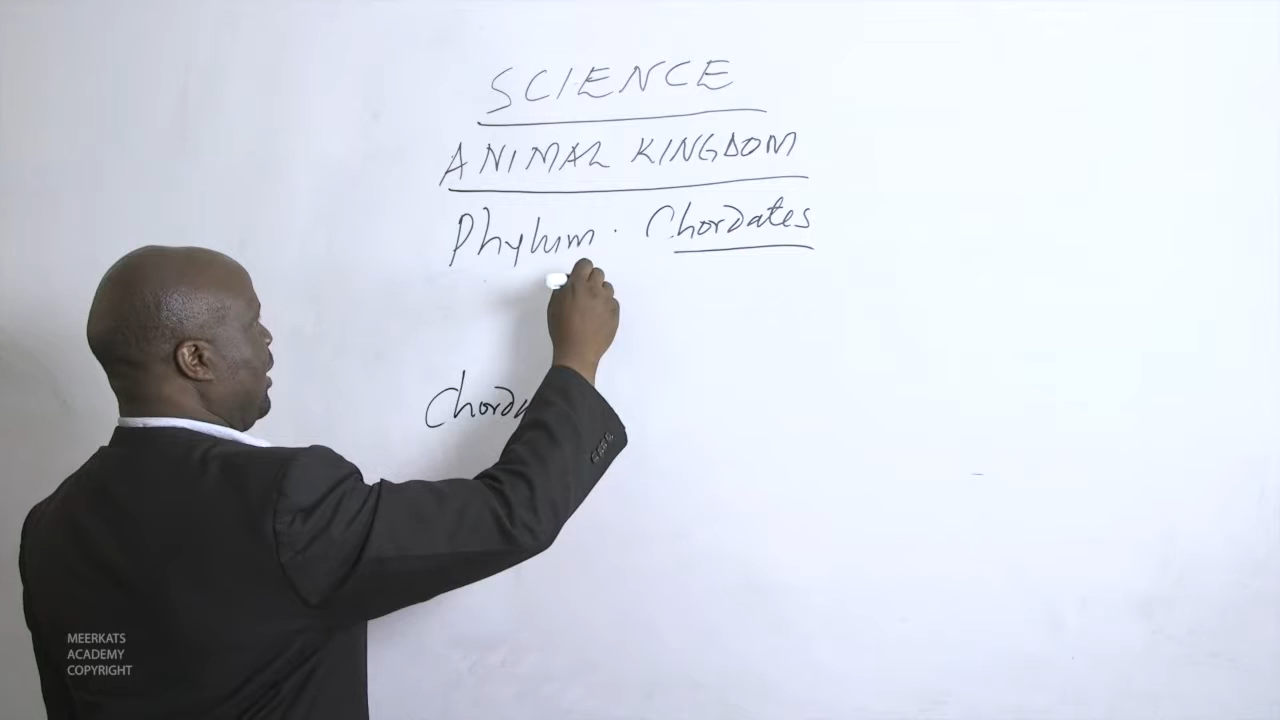 SCIENCE
ANIMAL KINGDOM
Phylum. Chordates
MEERKATS
ACADEMY
COPYRIGHT